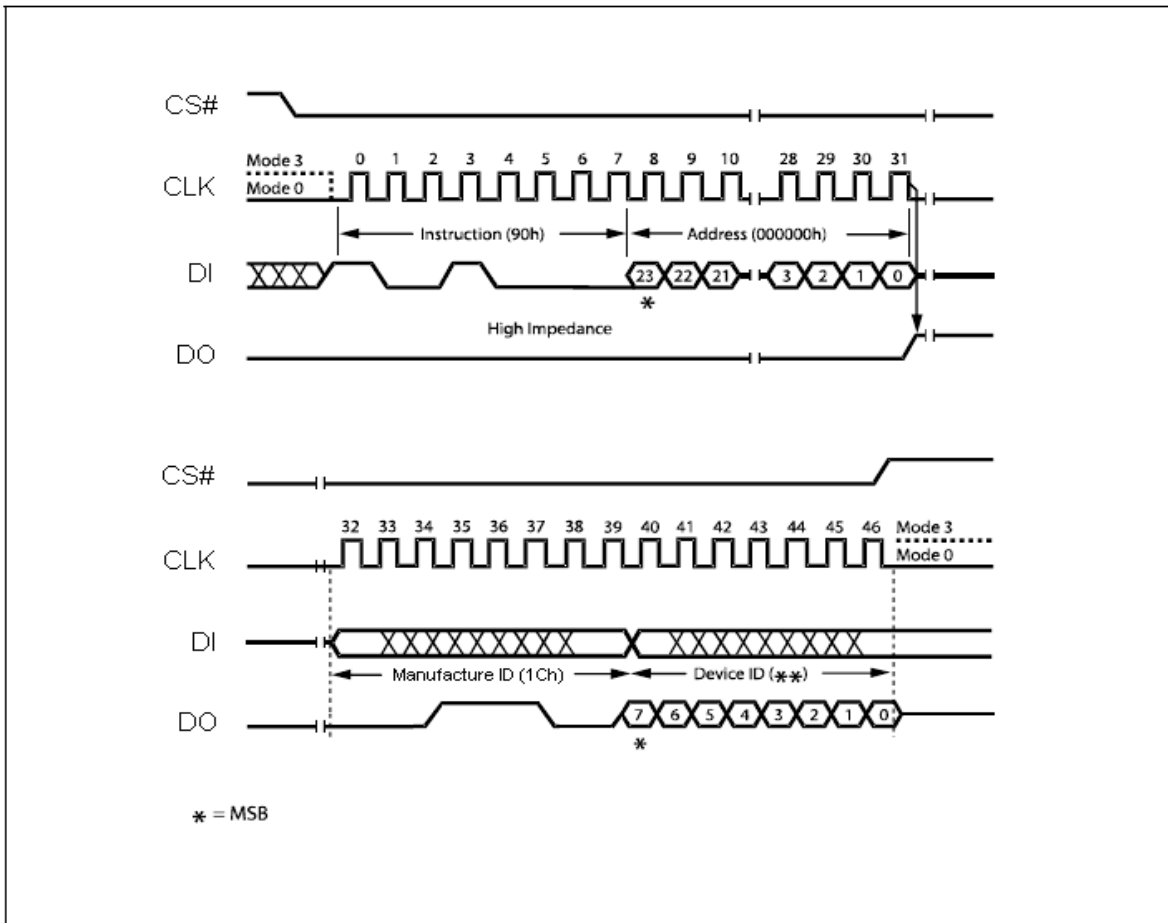 CS#
Mode 3
0 1 2 3 4 5 6 7 8 9 10 28 29 30 31
CLK
Mode 0
Instruction (90h)
Address (000000h)
DI
23 22 21 3 2 1 0
*
High Impedance
DO
CS#
32 33 34 35 36 37 38 39 40 41 42 43 44 45 46
Mode 3
CLK
Mode 0
DI
Manufacture ID (1Ch)
Device ID (**)
DO
7 6 5 4 3 2 1 0
*
* = MSB